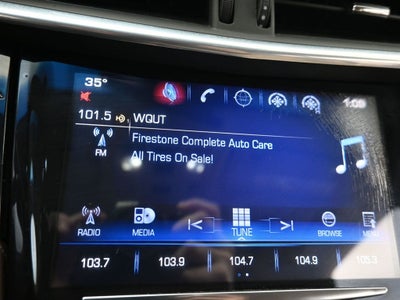 35°
1:09
101.5 WQUT
Firestone Complete Auto Care
FM
All Tires On Sale!
RADIO MEDIA TUNE BROWSE MENU
103.7 103.9 104.7 104.9 105.3